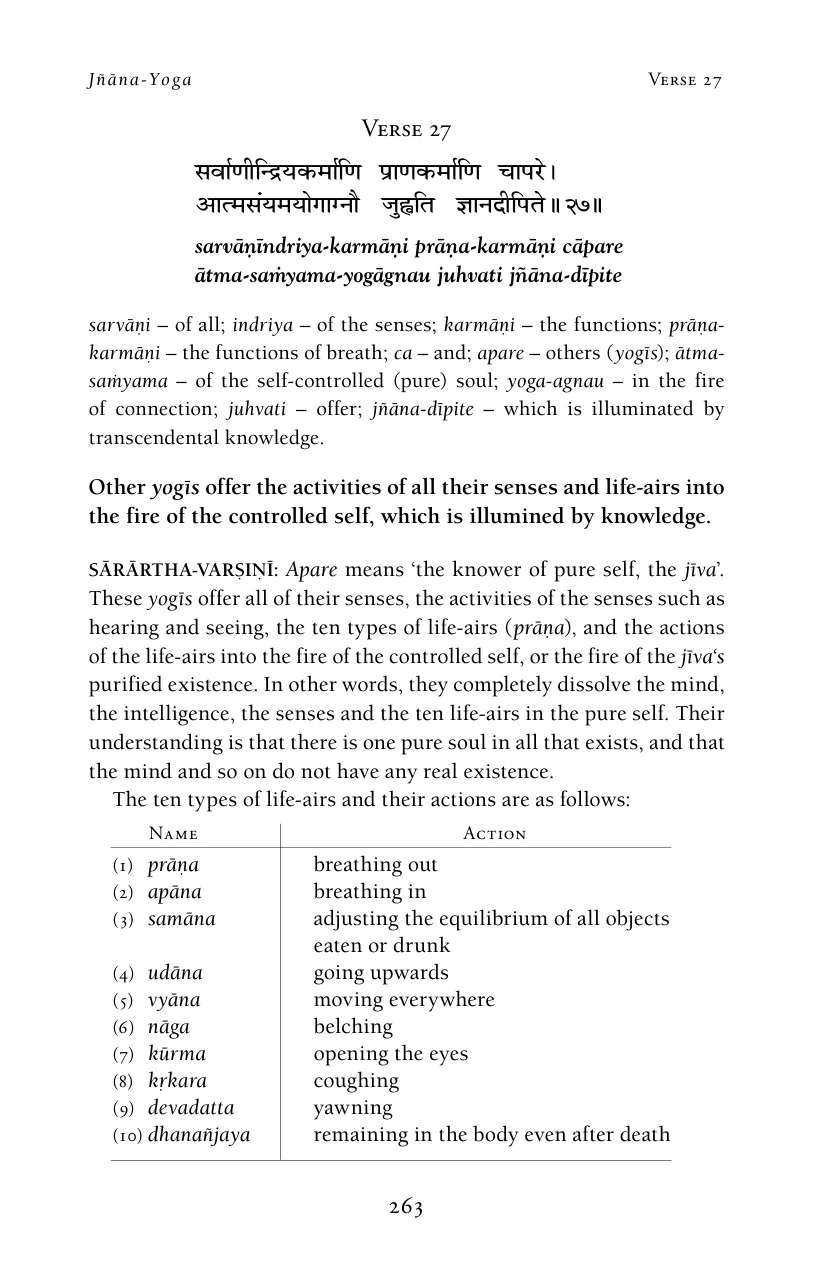 Jñāna-Yoga Verse 27
Verse 27
सर्वाणीन्द्रियकर्माणि प्राणकर्माणि चापरे।
आत्मसंयमयोगाग्नौ जुह्वति ज्ञानदीपिते॥२७॥
sarvāṇīndriya-karmāṇi prāṇa-karmāṇi cāpare
ātma-saṁyama-yogāgnau juhvati jñāna-dīpite
sarvāṇi – of all; indriya – of the senses; karmāṇi – the functions; prāṇa-
karmāṇi – the functions of breath; ca – and; apare – others (yogīs); ātma-
saṁyama – of the self-controlled (pure) soul; yoga-agnau – in the fire
of connection; juhvati – offer; jñāna-dīpite – which is illuminated by
transcendental knowledge.
Other yogīs offer the activities of all their senses and life-airs into
the fire of the controlled self, which is illumined by knowledge.
SĀRĀRTHA-VARṢIṆĪ: Apare means ‘the knower of pure self, the jīva’.
These yogīs offer all of their senses, the activities of the senses such as
hearing and seeing, the ten types of life-airs (prāṇa), and the actions
of the life-airs into the fire of the controlled self, or the fire of the jīva‘s
purified existence. In other words, they completely dissolve the mind,
the intelligence, the senses and the ten life-airs in the pure self. Their
understanding is that there is one pure soul in all that exists, and that
the mind and so on do not have any real existence.
The ten types of life-airs and their actions are as follows:
Name Action
(1) prāṇa breathing out
(2) apāna breathing in
(3) samāna adjusting the equilibrium of all objects
eaten or drunk
(4) udāna going upwards
(5) vyāna moving everywhere
(6) nāga belching
(7) kūrma opening the eyes
(8) kṛkara coughing
(9) devadatta yawning
(10) dhanañjaya remaining in the body even after death
263